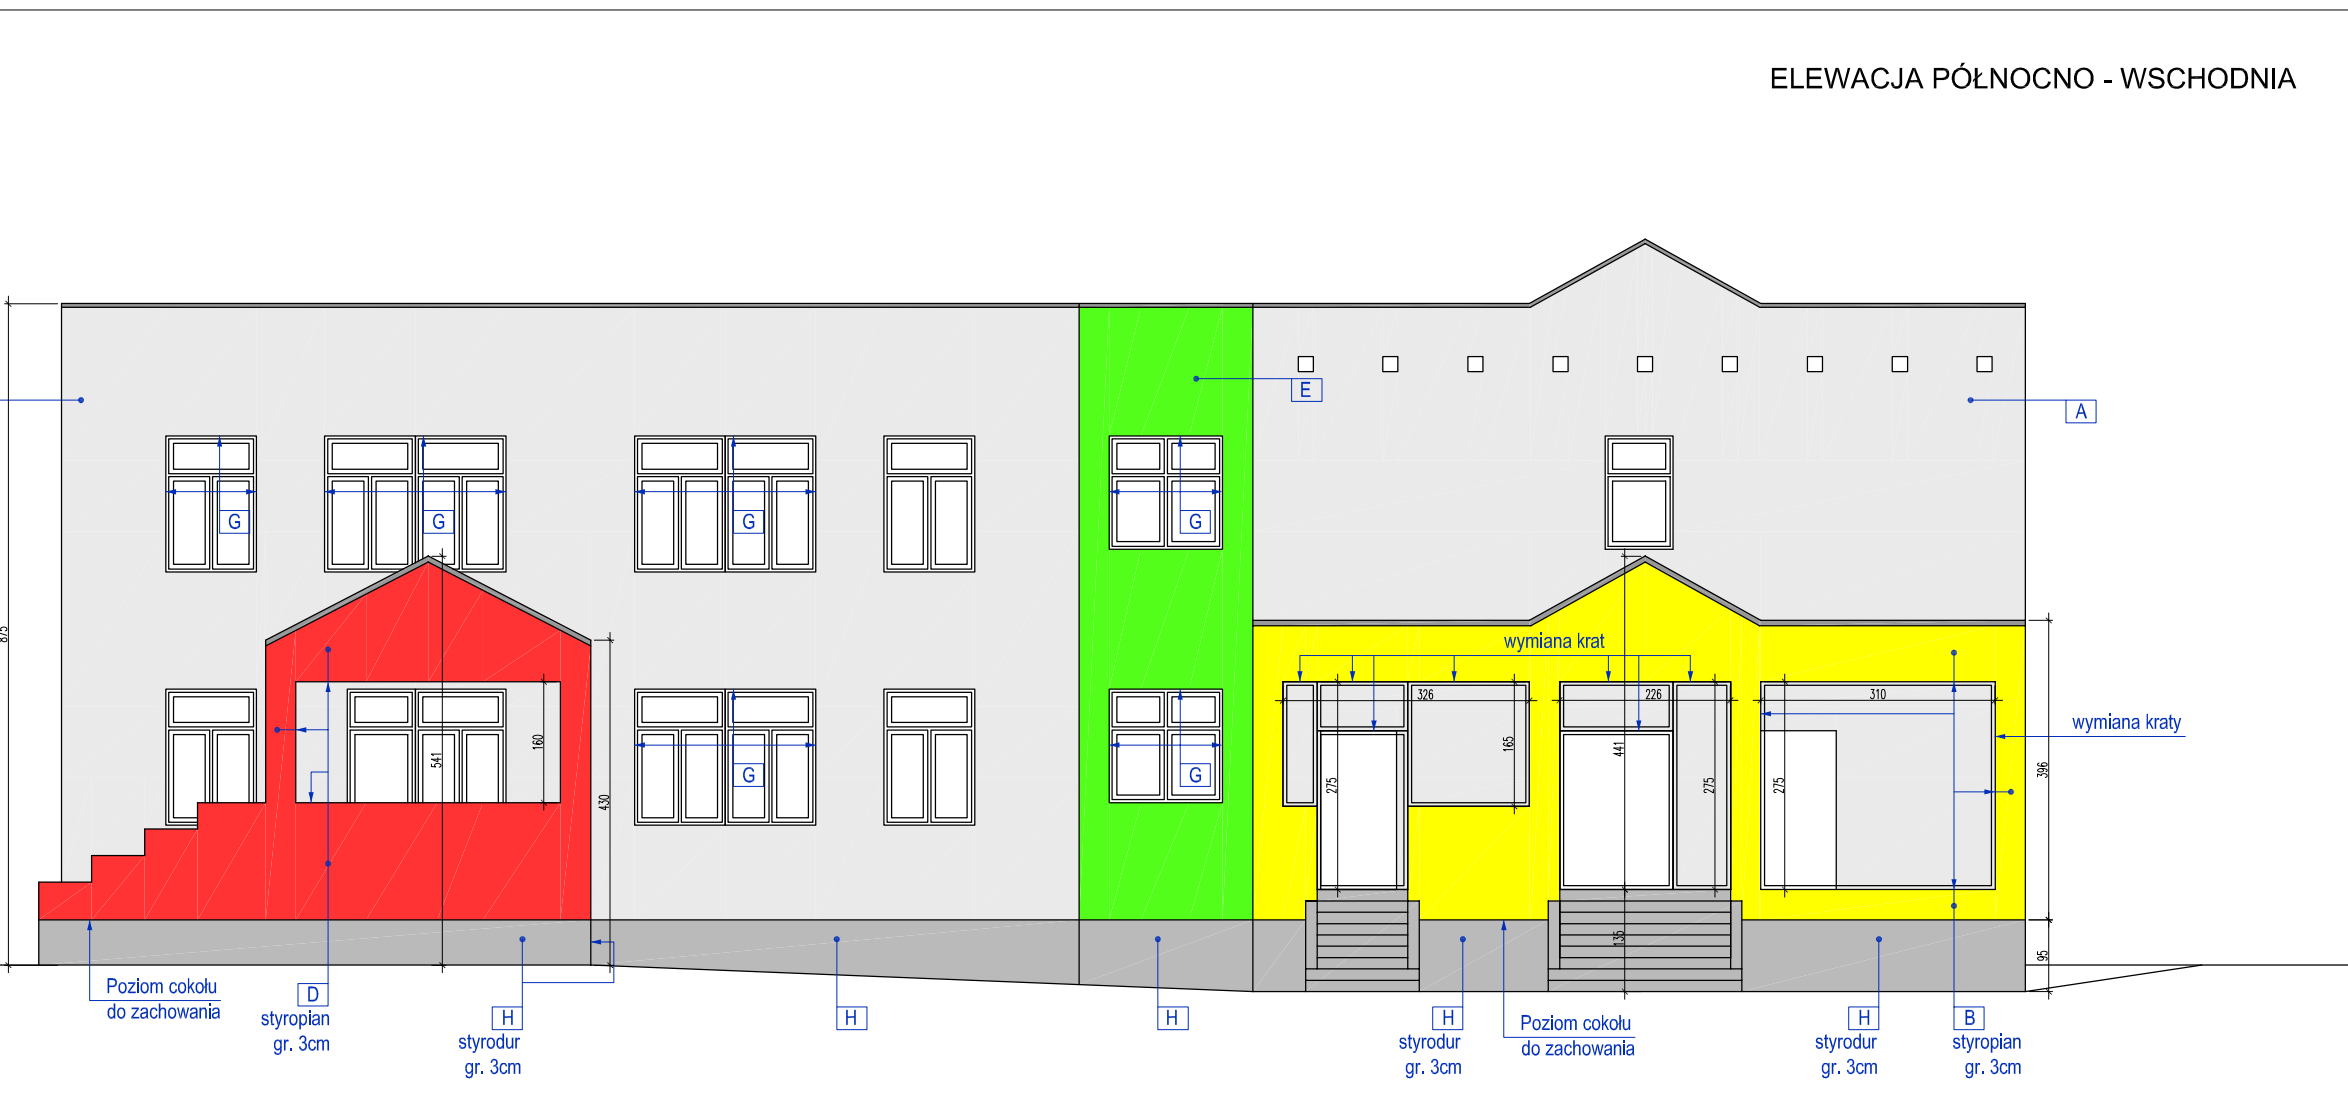 ELEWACJA PÓŁNOCNO - WSCHODNIA
E
A
G
G
G
G
wymiana krat
326
226
310
wymiana kraty
875
541
160
430
G
G
275
165
441
275
275
396
135
95
Poziom cokołu
do zachowania
D
styropian
gr. 3cm
H
styrodur
gr. 3cm
H
H
H
styrodur
gr. 3cm
Poziom cokołu
do zachowania
H
styrodur
gr. 3cm
B
styropian
gr. 3cm